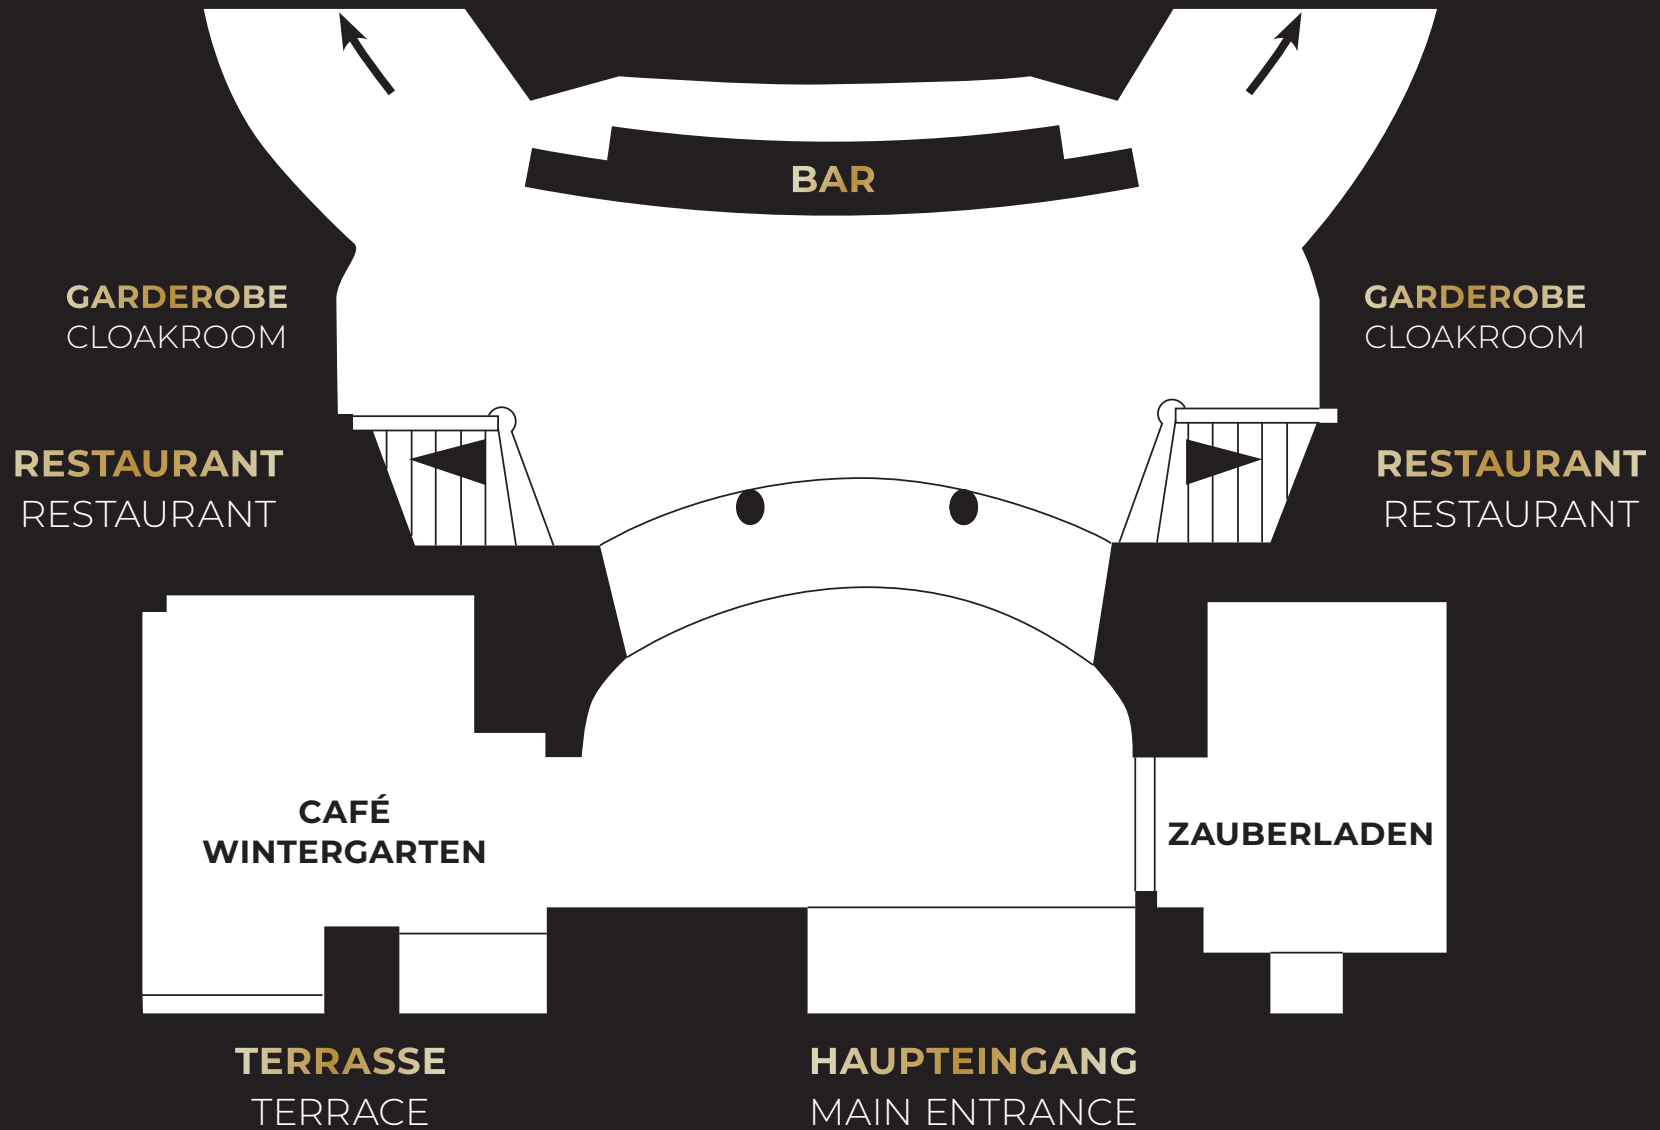 BAR
GARDEROBE
CLOAKROOM
GARDEROBE
CLOAKROOM
RESTAURANT
RESTAURANT
RESTAURANT
RESTAURANT
CAFÉ
WINTERGARTEN
ZAUBERLADEN
TERRASSE
TERRACE
HAUPTEINGANG
MAIN ENTRANCE